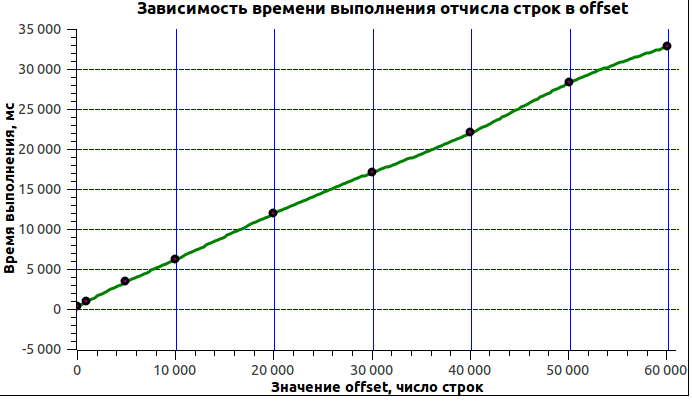 Зависимость времени выполнения отчисла строк в offset
35 000
30 000
25 000
20 000
15 000
10 000
5 000
0
-5 000
Время выполнения, мс
0 10 000 20 000 30 000 40 000 50 000 60 000
Значение offset, число строк